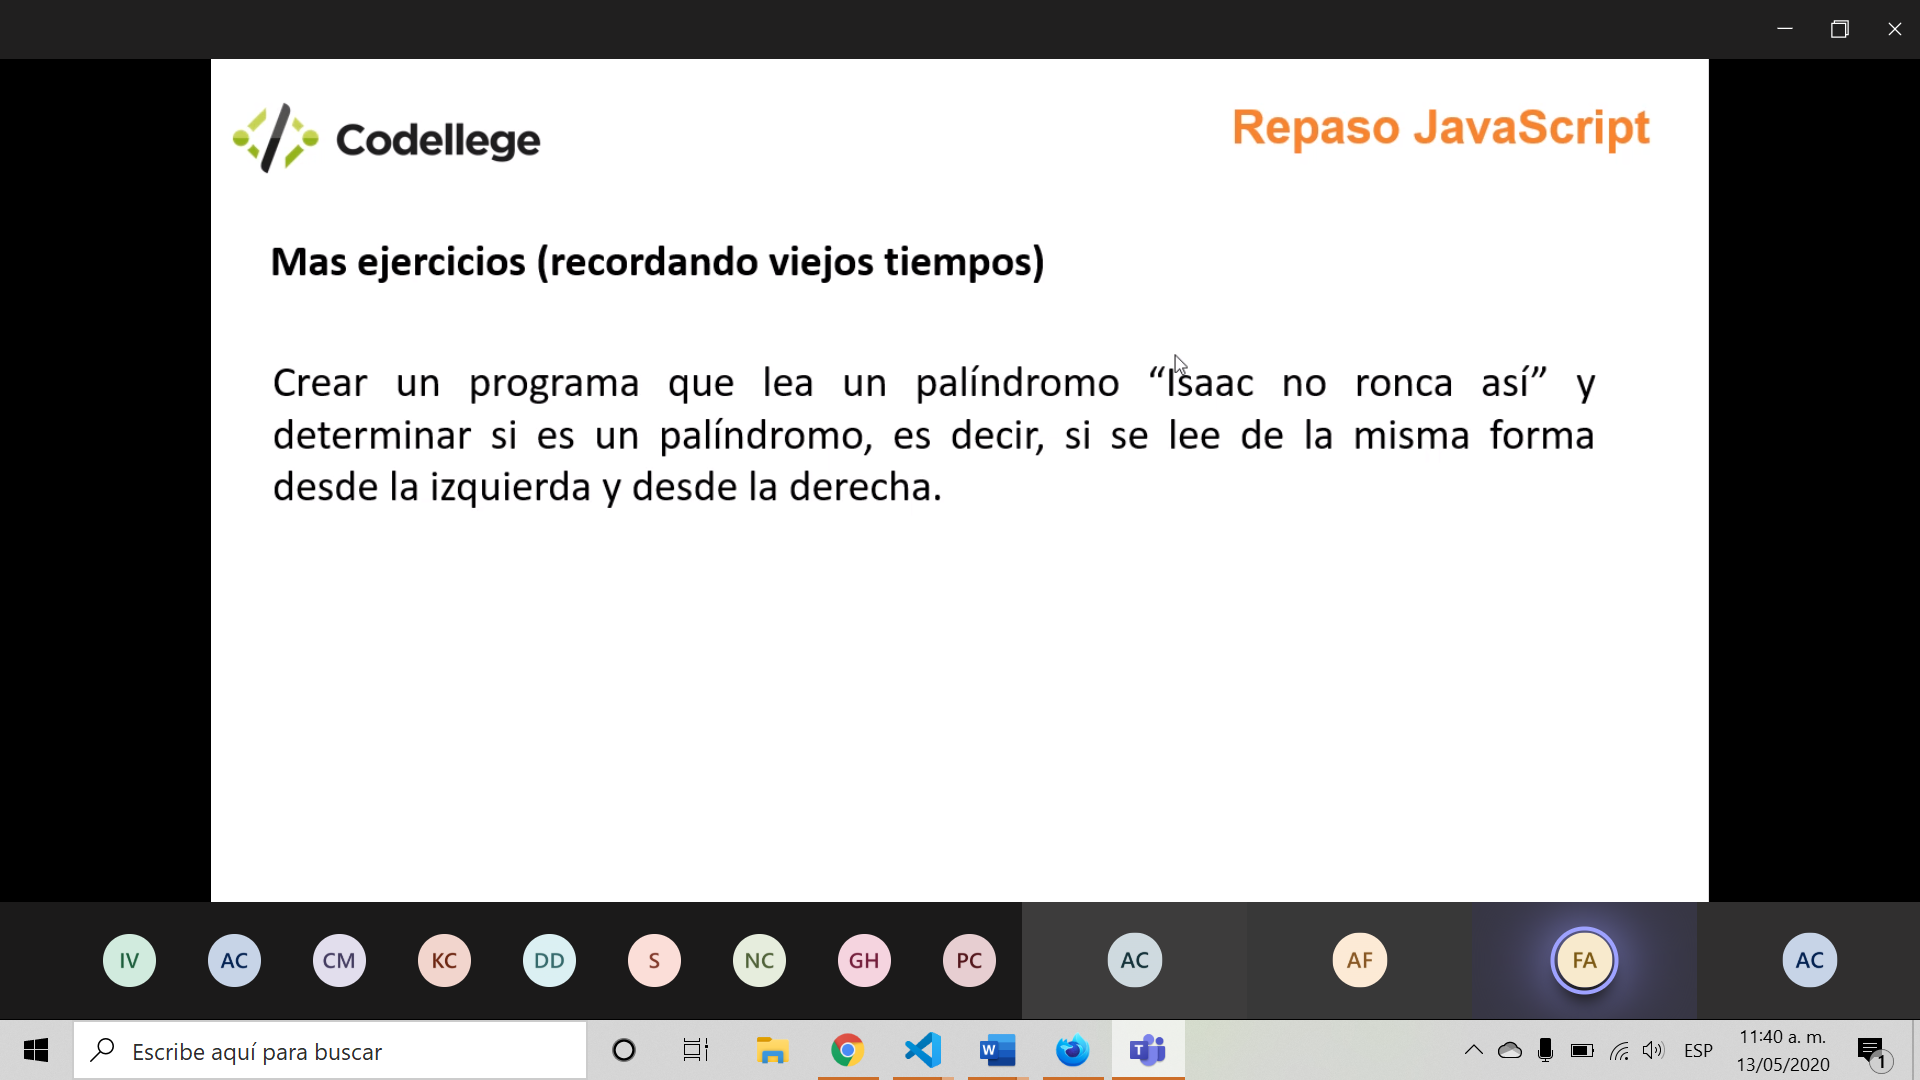 Codellege
Repaso JavaScript
Mas ejercicios (recordando viejos tiempos)
Crear un programa que lea un palíndromo “Isaac no ronca así” y
determinar si es un palíndromo, es decir, si se lee de la misma forma
desde la izquierda y desde la derecha.
IV AC CM KC DD S NC GH PC AC AF FA AC
Escribe aquí para buscar
W
T
ESP
11:40 a. m.
13/05/2020
1